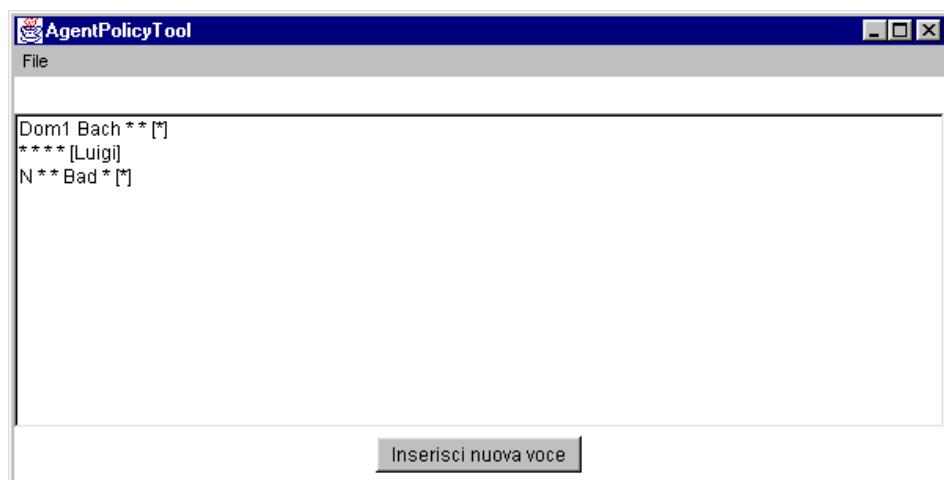 AgentPolicyTool
File
Dom1 Bach * * [*]
* * * * [Luigi]
N * * Bad * [*]
Inserisci nuova voce